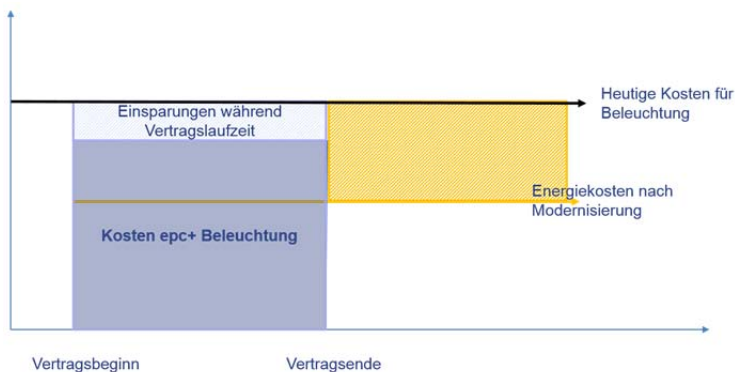 Heutige Kosten für
Beleuchtung
Einsparungen während
Vertragslaufzeit
Energiekosten nach
Modernisierung
Kosten epc+ Beleuchtung
Vertragsbeginn
Vertragsende